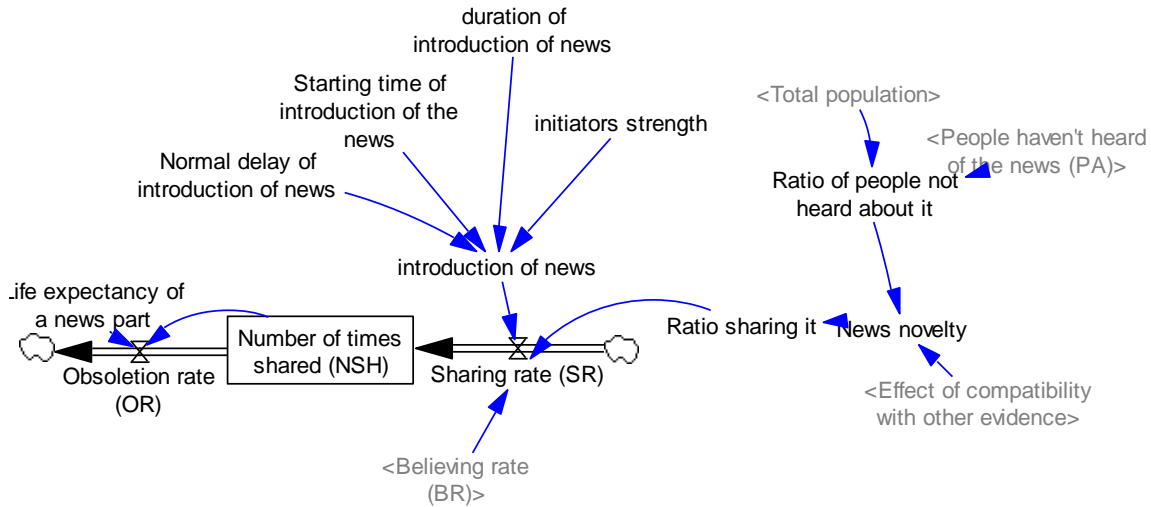 duration of
introduction of news
Starting time of
introduction of the
news
initiators strength
Normal delay of
introduction of news
<Total population>
<People haven't heard
of the news (PA)>
Ratio of people not
heard about it
introduction of news
Life expectancy of
a news part
Number of times
shared (NSH)
Ratio sharing it
News novelty
Obsoletion rate
(OR)
Sharing rate (SR)
<Effect of compatibility
with other evidence>
<Believing rate
(BR)>